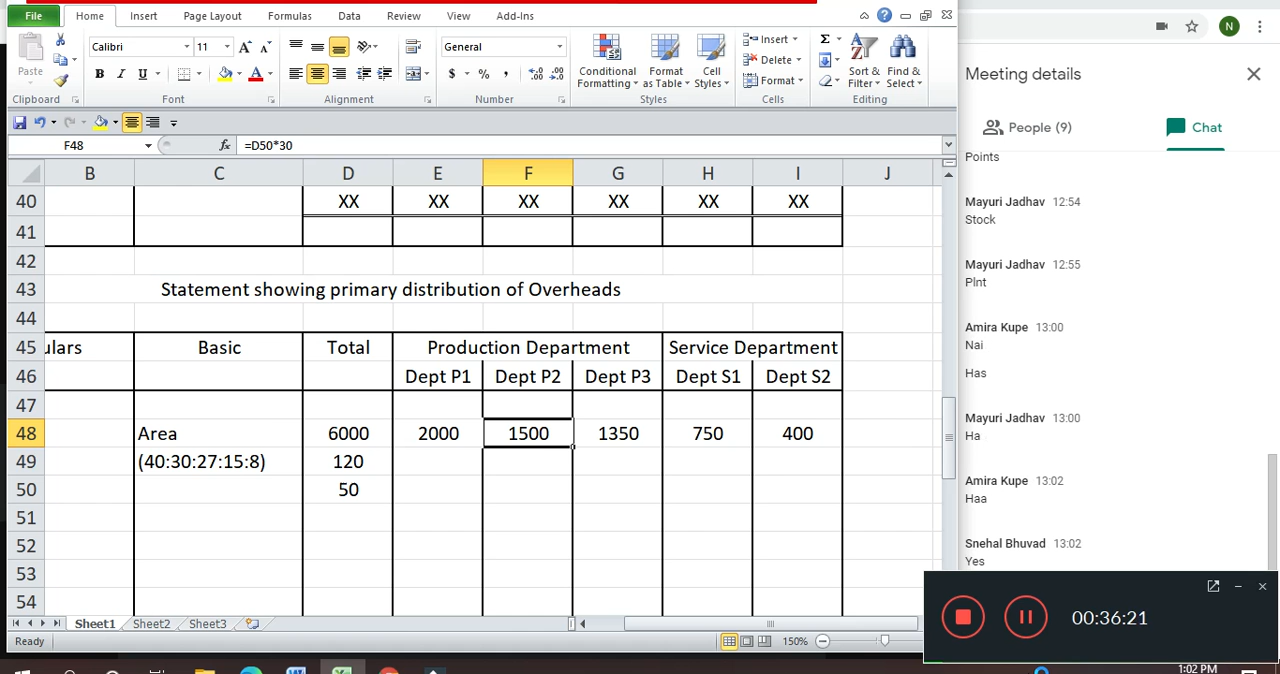 File Home Insert Page Layout Formulas Data Review View Add-Ins
N
Paste
Calibri 11
B I U
A
General
$ % ,
Conditional Formatting
Format as Table
Cell Styles
Insert
Delete
Format
Σ
Sort & Filter
Find & Select
Clipboard Font Alignment Number Styles Cells Editing
F48 fx =D50*30
B C D E F G H I J
40 XX XX XX XX XX XX
41
42
43 Statement showing primary distribution of Overheads
44
45 ulars Basic Total Production Department Service Department
46 Dept P1 Dept P2 Dept P3 Dept S1 Dept S2
47
48 Area 6000 2000 1500 1350 750 400
49 (40:30:27:15:8) 120
50 50
51
52
53
54
Sheet1 Sheet2 Sheet3
Ready 150%
Meeting details
People (9) Chat
Points
Mayuri Jadhav 12:54
Stock
Mayuri Jadhav 12:55
Plnt
Amira Kupe 13:00
Nai
Has
Mayuri Jadhav 13:00
Ha
Amira Kupe 13:02
Haa
Snehal Bhuvad 13:02
Yes
00:36:21
1:02 PM